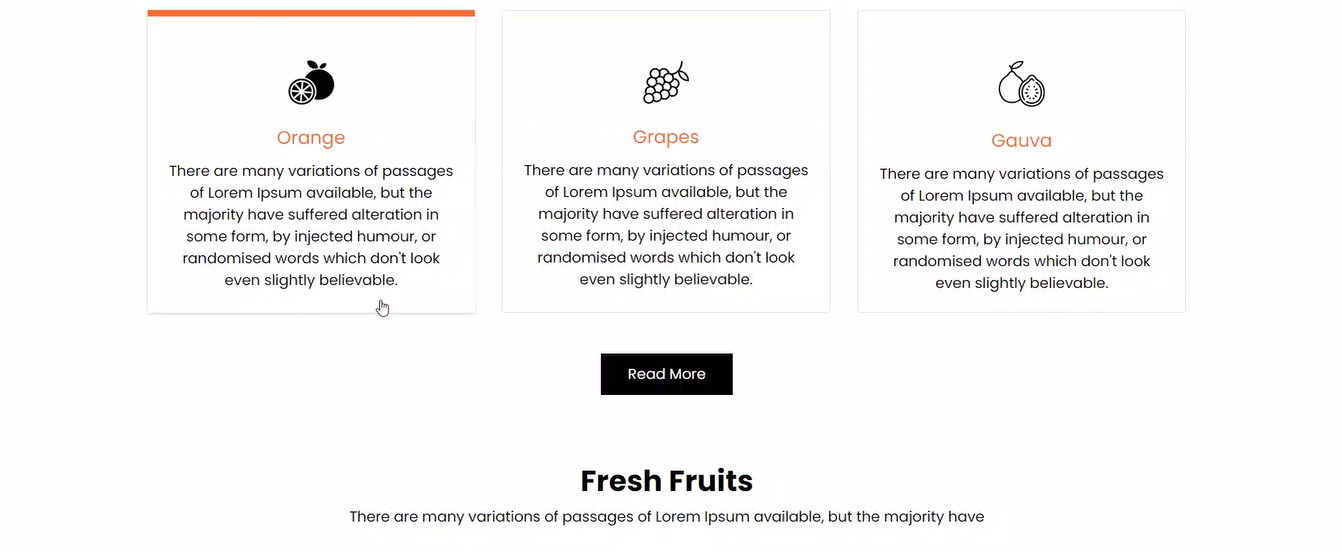 Orange
There are many variations of passages
of Lorem Ipsum available, but the
majority have suffered alteration in
some form, by injected humour, or
randomised words which don't look
even slightly believable.
Grapes
There are many variations of passages
of Lorem Ipsum available, but the
majority have suffered alteration in
some form, by injected humour, or
randomised words which don't look
even slightly believable.
Gauva
There are many variations of passages
of Lorem Ipsum available, but the
majority have suffered alteration in
some form, by injected humour, or
randomised words which don't look
even slightly believable.
Read More
Fresh Fruits
There are many variations of passages of Lorem Ipsum available, but the majority have